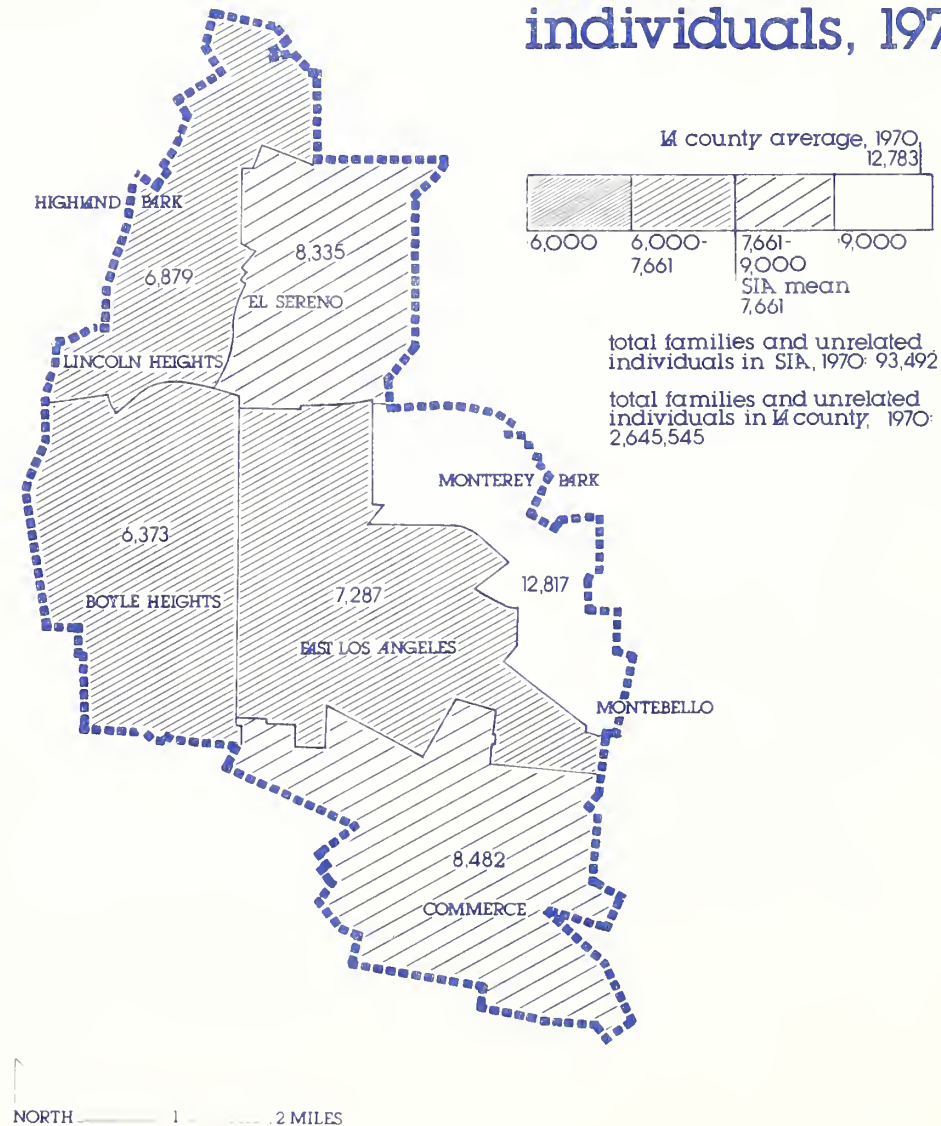 individuals, 197
LA county average, 1970
12,783
6,000
6,000-
7,661
7,661-
9,000
SIA mean
7,661
9,000
total families and unrelated
individuals in SIA, 1970: 93,492
total families and unrelated
individuals in LA county, 1970:
2,645,545
HIGHLAND PARK
6,879
8,335
EL SERENO
LINCOLN HEIGHTS
MONTEREY PARK
6,373
12,817
7,287
BOYLE HEIGHTS
EAST LOS ANGELES
MONTEBELLO
8,482
COMMERCE
NORTH 1 2 MILES